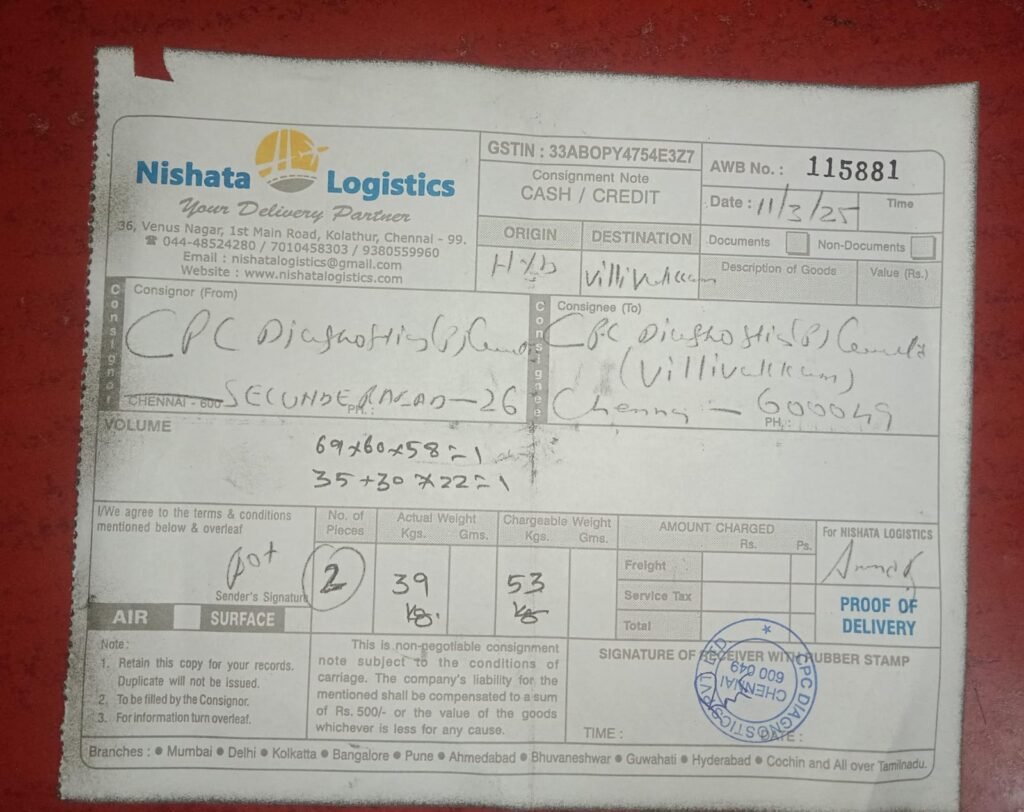 Nishata Logistics
Your Delivery Partner
36, Venus Nagar, 1st Main Road, Kolathur, Chennai - 99.
☎ 044-48524280 / 7010458303 / 9380559960
Email : nishatalogistics@gmail.com
Website : www.nishatalogistics.com
GSTIN : 33ABOPY4754E3Z7
Consignment Note
CASH / CREDIT
AWB No. : 115881
Date : 11/3/25 Time
ORIGIN DESTINATION
HYD Villivakkam
Documents Non-Documents
Description of Goods Value (Rs.)
Consignor
Consignor (From)
CPC Diagnostics (P)
CHENNAI - 600 SECUNDERABAD - 26
PH. :
Consignee
Consignee (To)
CPC Diagnostics (P)
(Villivakkam)
Chennai - 600049
PH. :
VOLUME
69x60x58=1
35+30x22=1
I/We agree to the terms & conditions
mentioned below & overleaf
Sender's Signature
AIR SURFACE
No. of Pieces
2
Actual Weight
Kgs. Gms.
39
kg.
Chargeable Weight
Kgs. Gms.
53
kg
AMOUNT CHARGED
Rs. Ps.
Freight
Service Tax
Total
For NISHATA LOGISTICS
PROOF OF
DELIVERY
Note :
1. Retain this copy for your records.
Duplicate will not be issued.
2. To be filled by the Consignor.
3. For information turn overleaf.
This is non-negotiable consignment
note subject to the conditions of
carriage. The company's liability for the
mentioned shall be compensated to a sum
of Rs. 500/- or the value of the goods
whichever is less for any cause.
SIGNATURE OF RECEIVER WITH RUBBER STAMP
CPC DIAGNOSTICS PVT LTD
CHENNAI
600 049
TIME : DATE :
Branches : ● Mumbai ● Delhi ● Kolkatta ● Bangalore ● Pune ● Ahmedabad ● Bhuvaneshwar ● Guwahati ● Hyderabad ● Cochin and All over Tamilnadu.